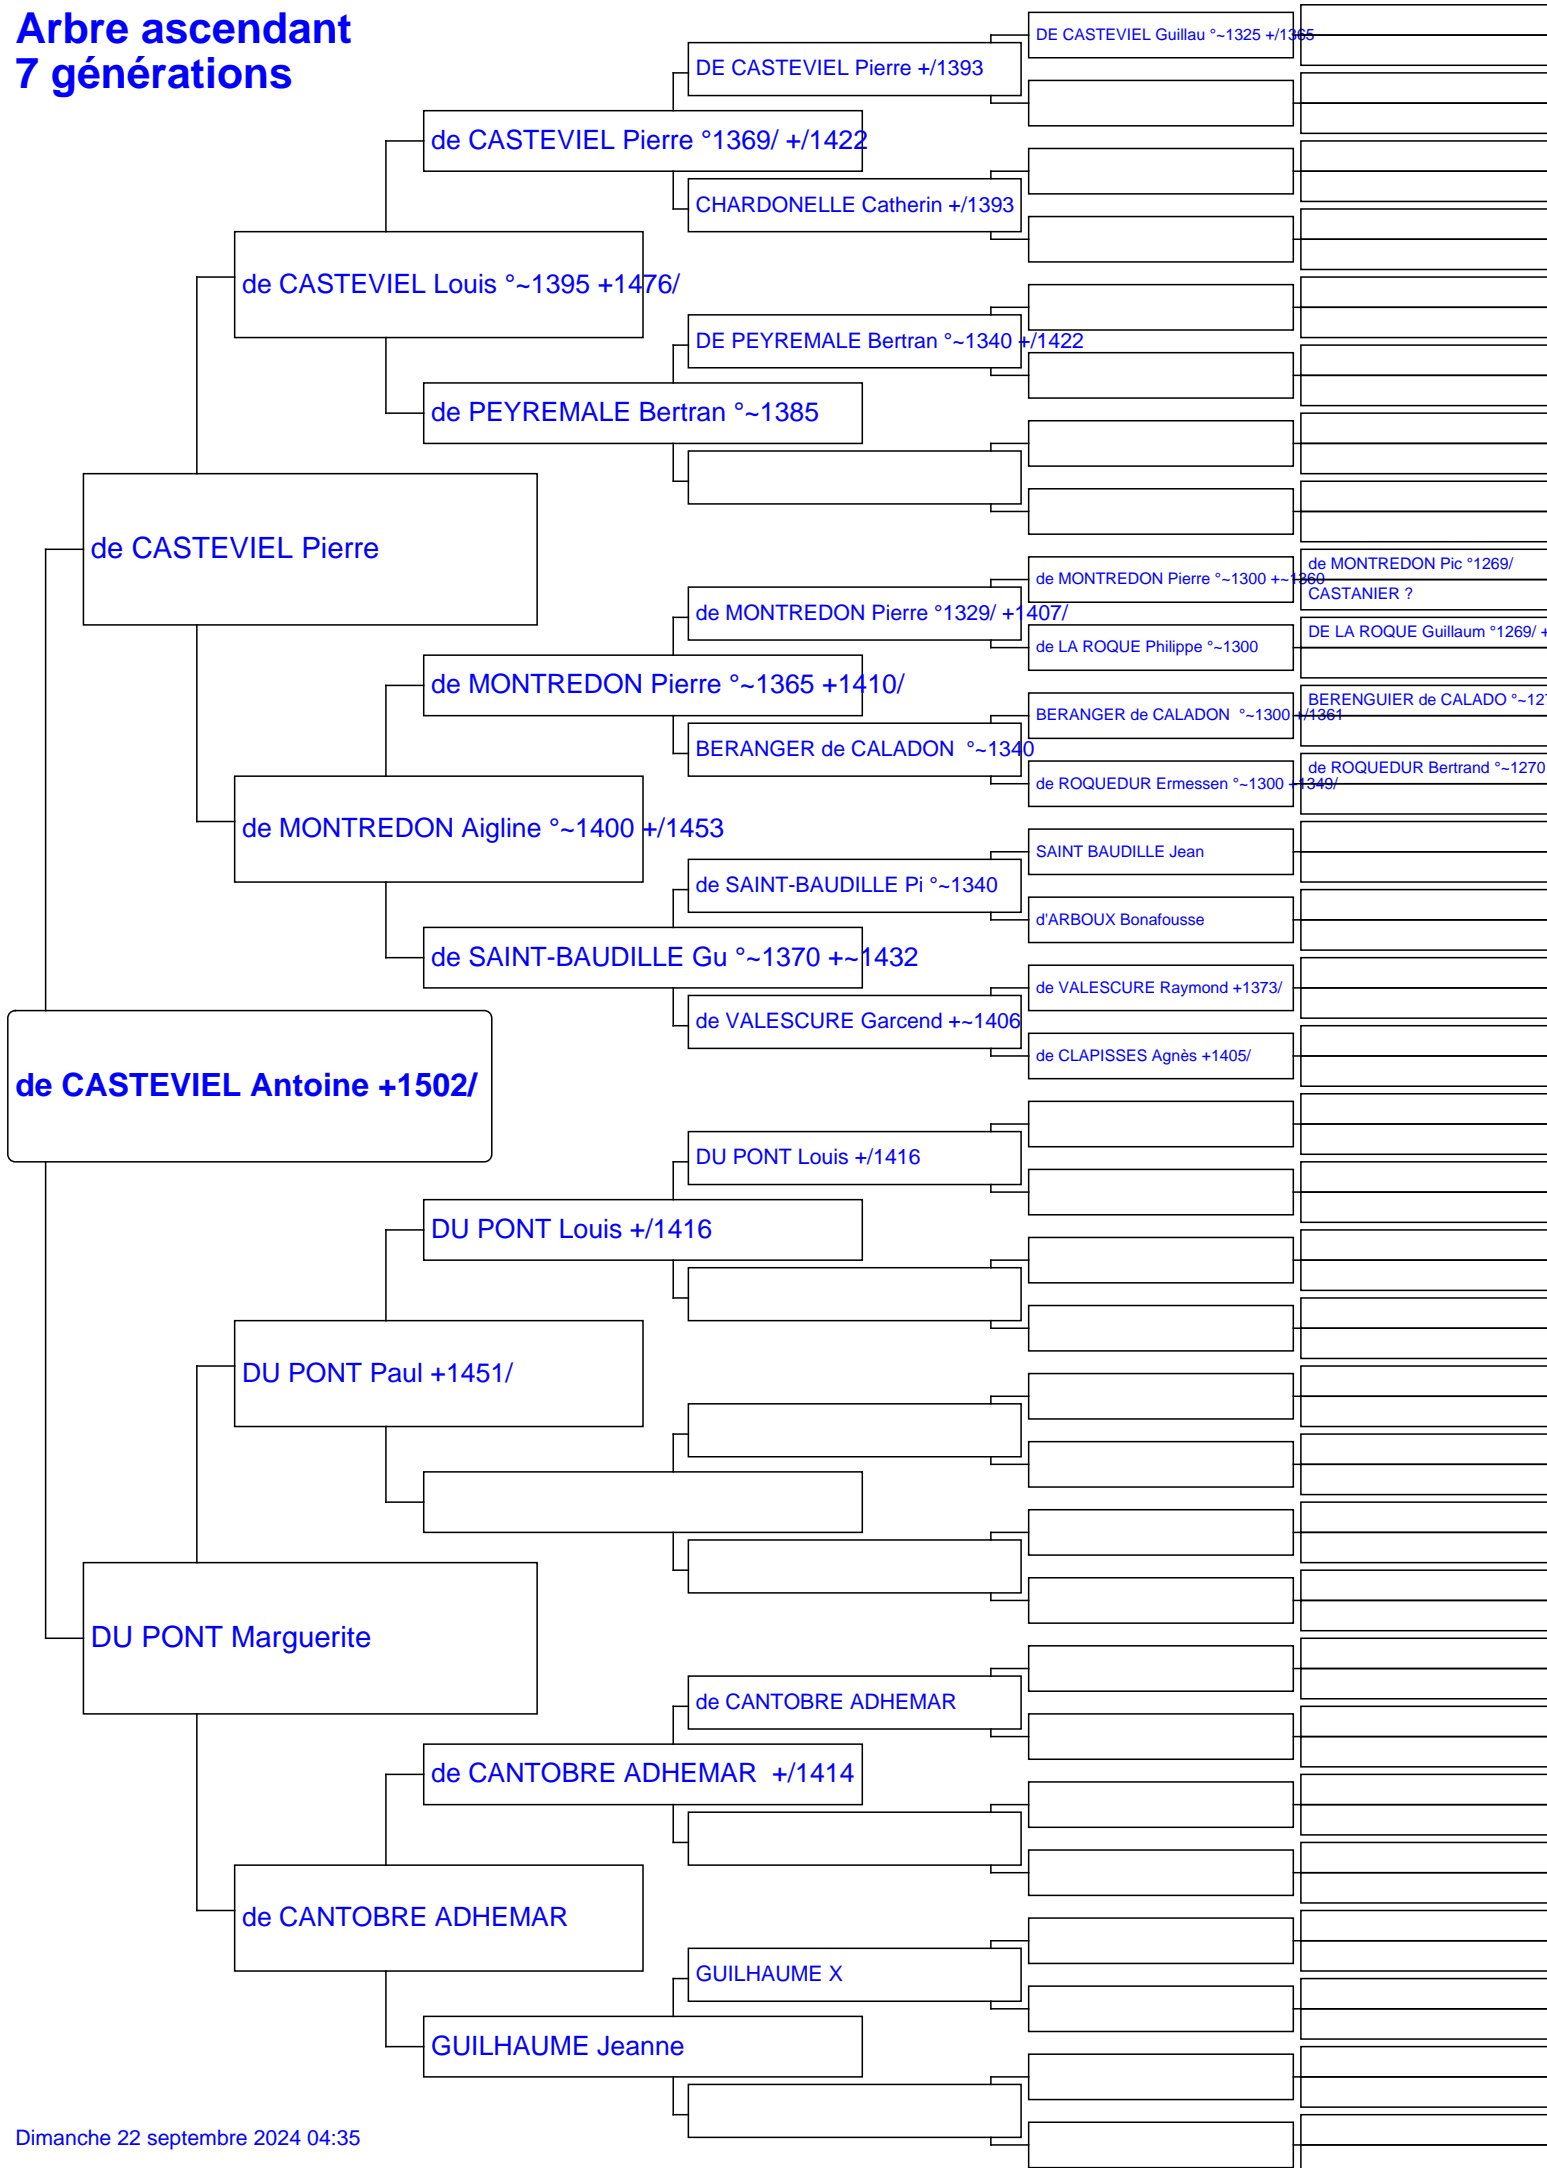 Arbre ascendant
7 générations
DE CASTEVIEL Guillau °~1325 +/1365
DE CASTEVIEL Pierre +/1393
de CASTEVIEL Pierre °1369/ +/1422
CHARDONELLE Catherin +/1393
de CASTEVIEL Louis °~1395 +1476/
DE PEYREMALE Bertran °~1340 +/1422
de PEYREMALE Bertran °~1385
de CASTEVIEL Pierre
de MONTREDON Pic °1269/
de MONTREDON Pierre °~1300 +~1360
CASTANIER ?
de MONTREDON Pierre °1329/ +1407/
DE LA ROQUE Guillaum °1269/ +
de LA ROQUE Philippe °~1300
de MONTREDON Pierre °~1365 +1410/
BERENGUIER de CALADO °~127
BERANGER de CALADON  °~1300 +/1361
BERANGER de CALADON  °~1340
de ROQUEDUR Bertrand °~1270
de ROQUEDUR Ermessen °~1300 +1349/
de MONTREDON Aigline °~1400 +/1453
SAINT BAUDILLE Jean
de SAINT-BAUDILLE Pi °~1340
d'ARBOUX Bonafousse
de SAINT-BAUDILLE Gu °~1370 +~1432
de VALESCURE Raymond +1373/
de VALESCURE Garcend +~1406
de CLAPISSES Agnès +1405/
de CASTEVIEL Antoine +1502/
DU PONT Louis +/1416
DU PONT Louis +/1416
DU PONT Paul +1451/
DU PONT Marguerite
de CANTOBRE ADHEMAR
de CANTOBRE ADHEMAR  +/1414
de CANTOBRE ADHEMAR
GUILHAUME X
GUILHAUME Jeanne
Dimanche 22 septembre 2024 04:35